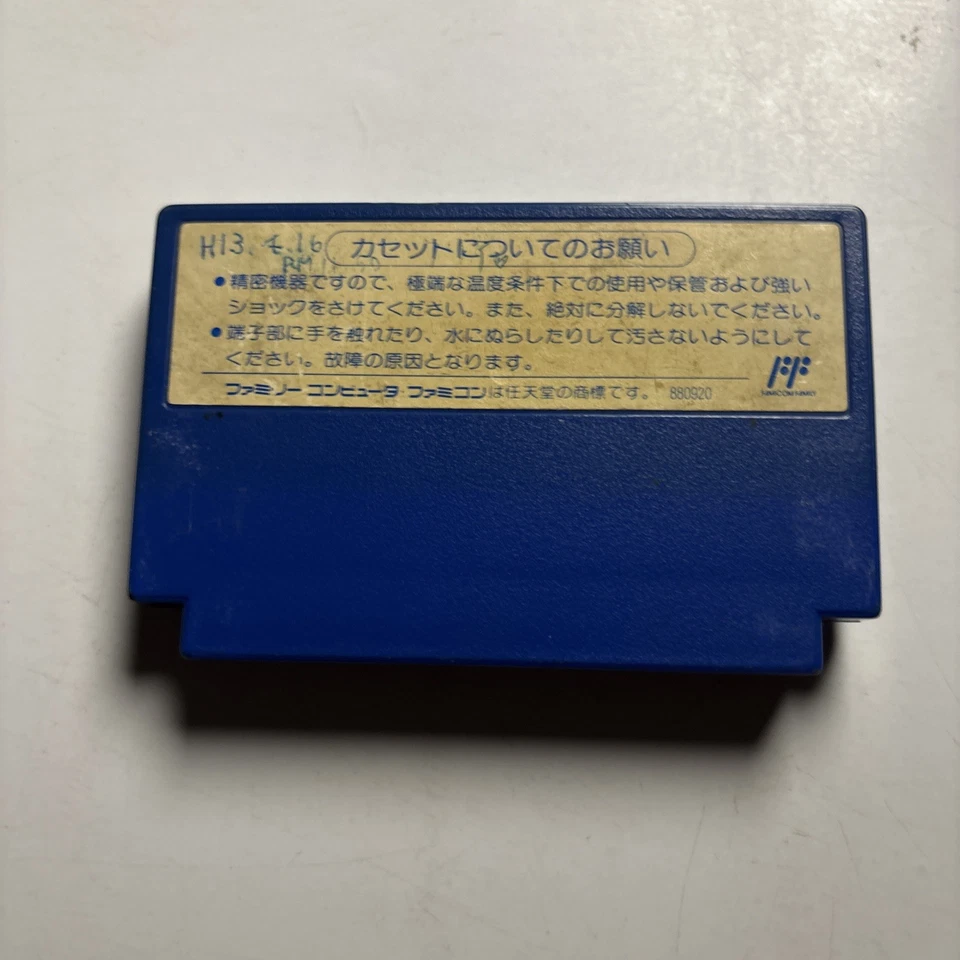 H13.4.16
カセットについてのお願い
●精密機器ですので、極端な温度条件下での使用や保管および強い
ショックをさけてください。また、絶対に分解しないでください。
●端子部に手を触れたり、水にぬらしたりして汚さないようにして
ください。故障の原因となります。
ファミリーコンピュータ・ファミコンは任天堂の商標です。 880920